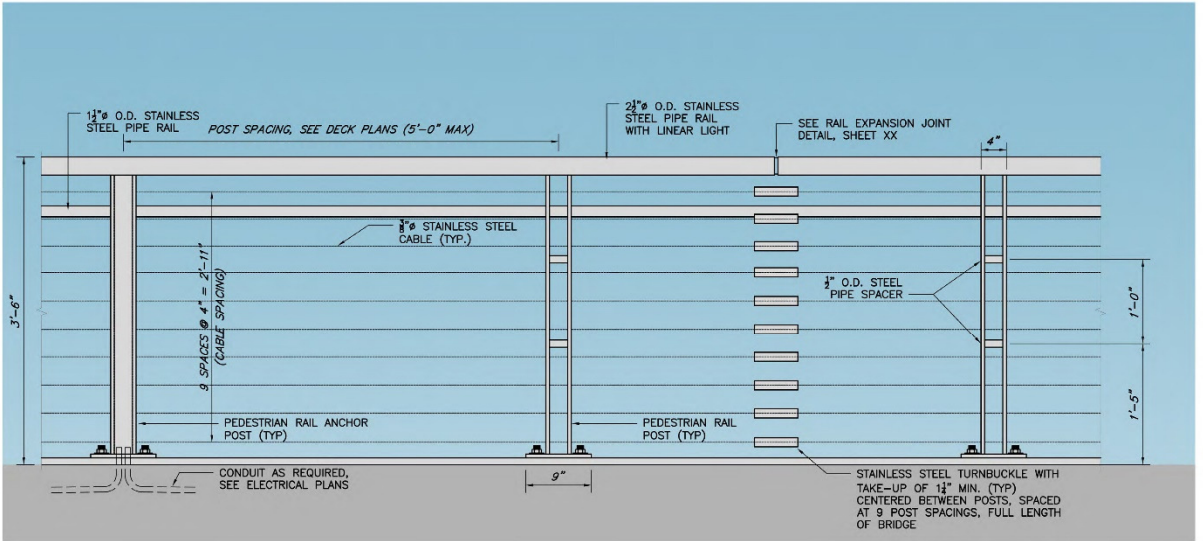 1½"ø O.D. STAINLESS
STEEL PIPE RAIL
POST SPACING, SEE DECK PLANS (5'-0" MAX)
2½"ø O.D. STAINLESS
STEEL PIPE RAIL
WITH LINEAR LIGHT
SEE RAIL EXPANSION JOINT
DETAIL, SHEET XX
4"
⅜"ø STAINLESS STEEL
CABLE (TYP.)
3'-6"
9 SPACES @ 4" = 2'-11"
(CABLE SPACING)
½" O.D. STEEL
PIPE SPACER
1'-0"
1'-5"
PEDESTRIAN RAIL ANCHOR
POST (TYP)
PEDESTRIAN RAIL
POST (TYP)
CONDUIT AS REQUIRED,
SEE ELECTRICAL PLANS
9"
STAINLESS STEEL TURNBUCKLE WITH
TAKE-UP OF 1¼" MIN. (TYP)
CENTERED BETWEEN POSTS, SPACED
AT 9 POST SPACINGS, FULL LENGTH
OF BRIDGE